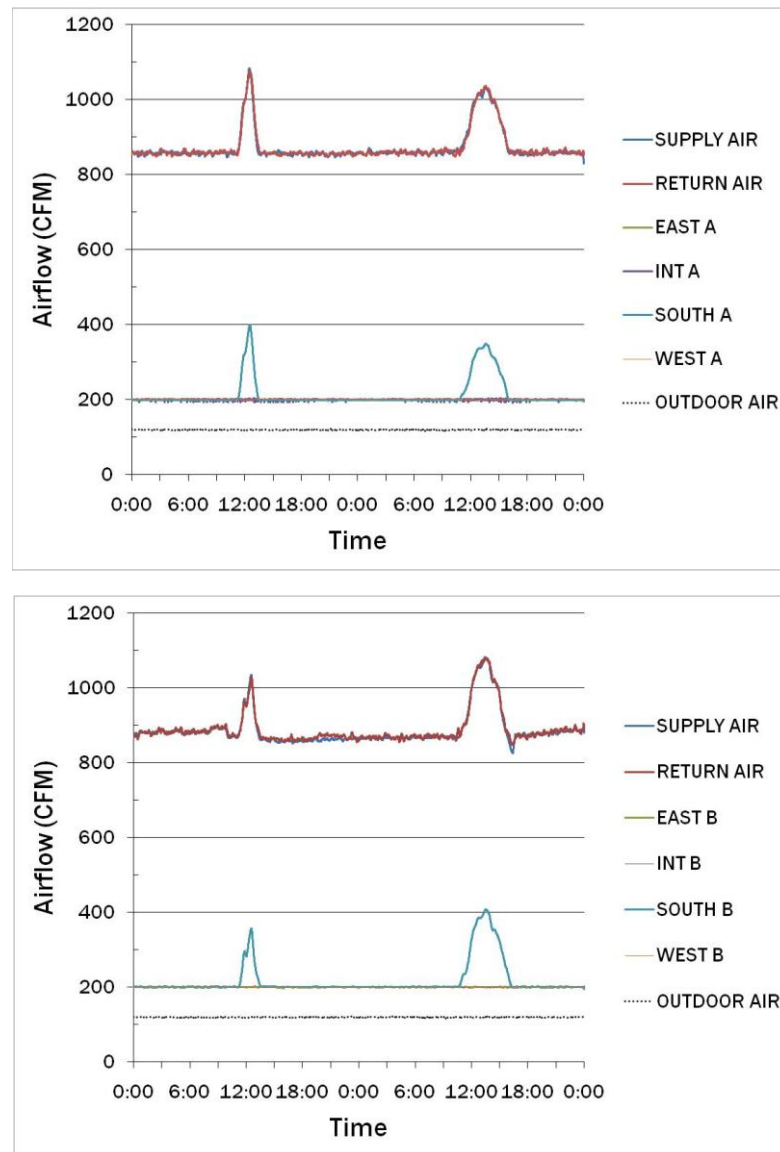 1200
1000
800
600
400
200
0
Airflow (CFM)
0:00 6:00 12:00 18:00 0:00 6:00 12:00 18:00 0:00
Time
SUPPLY AIR
RETURN AIR
EAST A
INT A
SOUTH A
WEST A
OUTDOOR AIR
1200
1000
800
600
400
200
0
Airflow (CFM)
0:00 6:00 12:00 18:00 0:00 6:00 12:00 18:00 0:00
Time
SUPPLY AIR
RETURN AIR
EAST B
INT B
SOUTH B
WEST B
OUTDOOR AIR